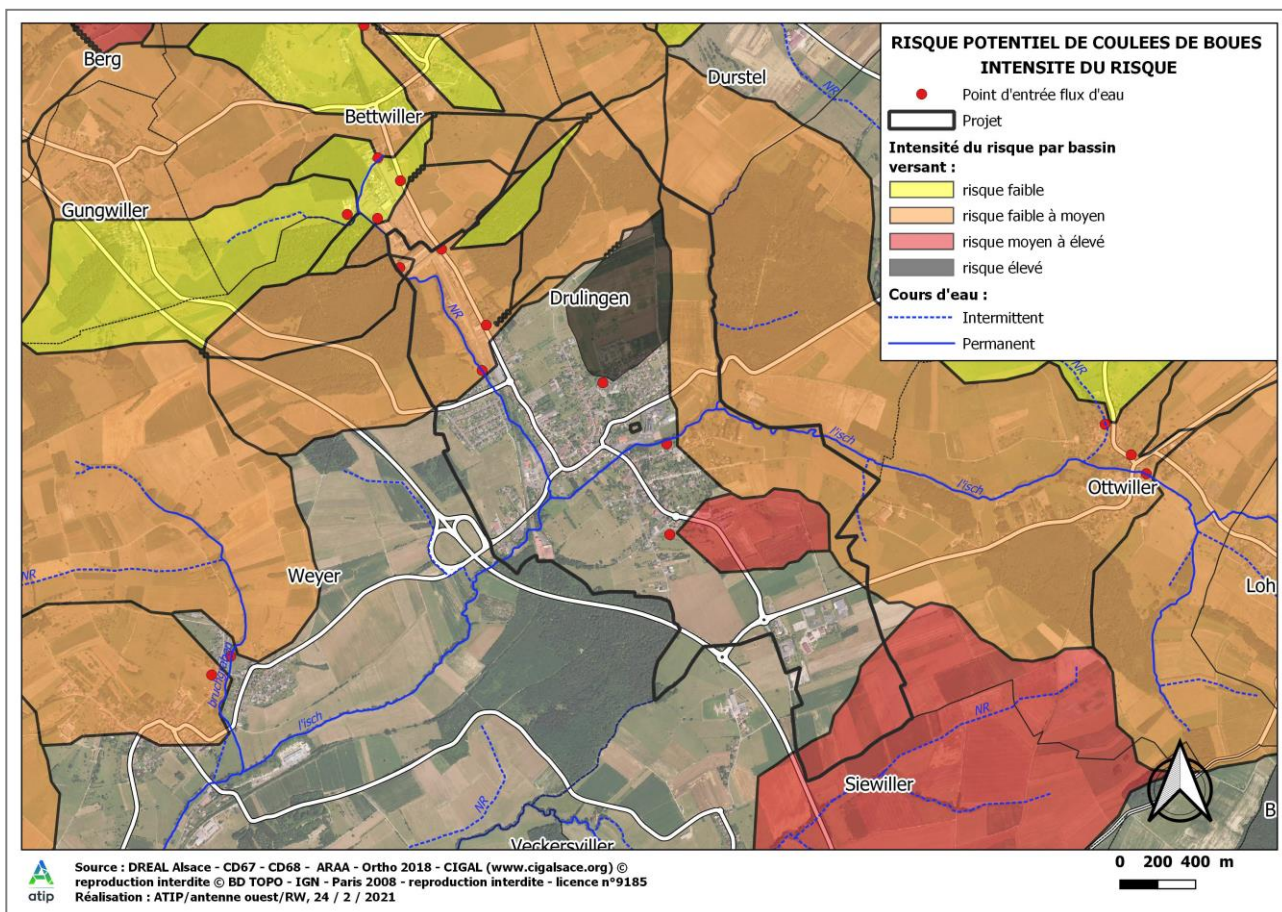 Berg
Durstel
NR
Bettwiller
Gungwiller
NR
Drulingen
NR
l'isch
l'isch
Ottwiller
NR
Weyer
Loh
bruckgraben
l'isch
NR
NR
Siewiller
Veckersviller
B
RISQUE POTENTIEL DE COULEES DE BOUES
INTENSITE DU RISQUE
Point d'entrée flux d'eau
Projet
Intensité du risque par bassin
versant :
risque faible
risque faible à moyen
risque moyen à élevé
risque élevé
Cours d'eau :
Intermittent
Permanent
0 200 400 m
atip
Source : DREAL Alsace - CD67 - CD68 - ARAA - Ortho 2018 - CIGAL (www.cigalsace.org) ©
reproduction interdite © BD TOPO - IGN - Paris 2008 - reproduction interdite - licence n°9185
Réalisation : ATIP/antenne ouest/RW, 24 / 2 / 2021